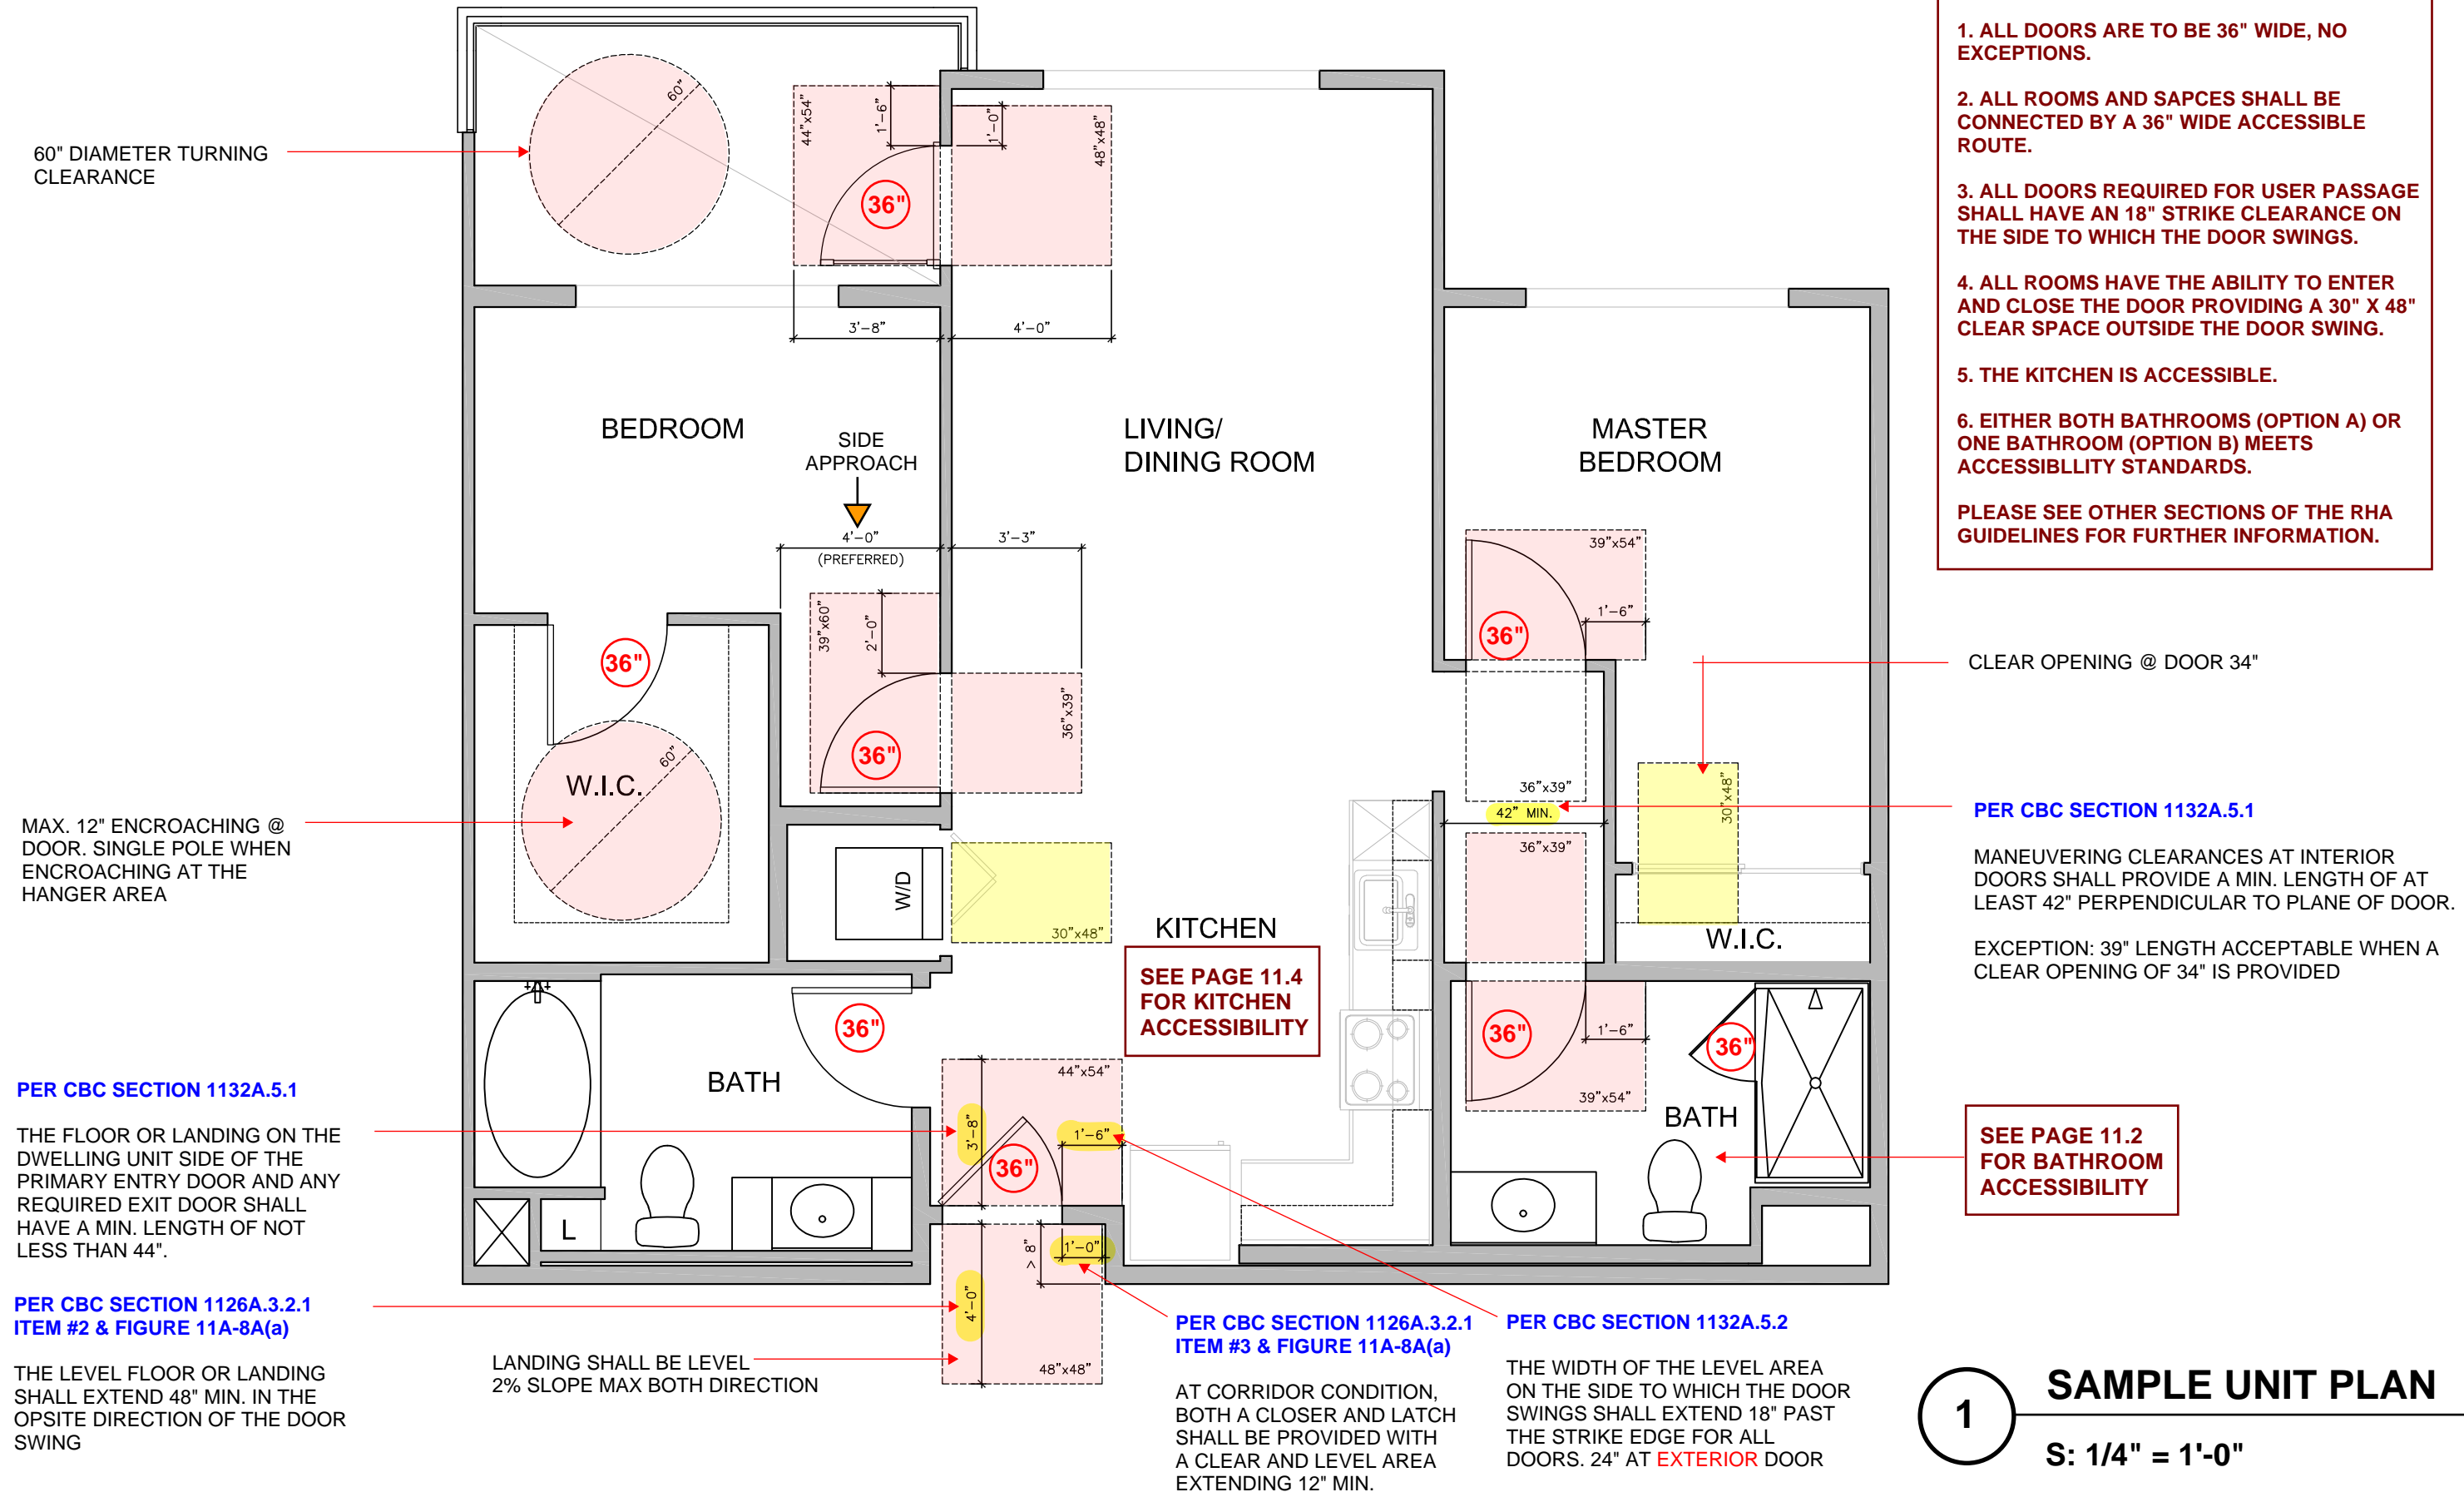 1. ALL DOORS ARE TO BE 36" WIDE, NO
EXCEPTIONS.
2. ALL ROOMS AND SAPCES SHALL BE
CONNECTED BY A 36" WIDE ACCESSIBLE
ROUTE.
3. ALL DOORS REQUIRED FOR USER PASSAGE
SHALL HAVE AN 18" STRIKE CLEARANCE ON
THE SIDE TO WHICH THE DOOR SWINGS.
4. ALL ROOMS HAVE THE ABILITY TO ENTER
AND CLOSE THE DOOR PROVIDING A 30" X 48"
CLEAR SPACE OUTSIDE THE DOOR SWING.
5. THE KITCHEN IS ACCESSIBLE.
6. EITHER BOTH BATHROOMS (OPTION A) OR
ONE BATHROOM (OPTION B) MEETS
ACCESSIBLLITY STANDARDS.
PLEASE SEE OTHER SECTIONS OF THE RHA
GUIDELINES FOR FURTHER INFORMATION.
60" DIAMETER TURNING
CLEARANCE
60"
44"x54"
1'-6"
1'-0"
48"x48"
36"
3'-8"
4'-0"
BEDROOM
SIDE
APPROACH
4'-0"
(PREFERRED)
3'-3"
LIVING/
DINING ROOM
MASTER
BEDROOM
39"x54"
1'-6"
36"
39"x60"
2'-0"
36"x39"
36"
36"
60"
W.I.C.
MAX. 12" ENCROACHING @
DOOR. SINGLE POLE WHEN
ENCROACHING AT THE
HANGER AREA
CLEAR OPENING @ DOOR 34"
36"x39"
42" MIN.
36"x39"
30"x48"
W.I.C.
PER CBC SECTION 1132A.5.1
MANEUVERING CLEARANCES AT INTERIOR
DOORS SHALL PROVIDE A MIN. LENGTH OF AT
LEAST 42" PERPENDICULAR TO PLANE OF DOOR.
EXCEPTION: 39" LENGTH ACCEPTABLE WHEN A
CLEAR OPENING OF 34" IS PROVIDED
W/D
30"x48"
KITCHEN
SEE PAGE 11.4
FOR KITCHEN
ACCESSIBILITY
36"
BATH
44"x54"
3'-8"
1'-6"
36"
L
36"
1'-6"
39"x54"
36"
BATH
SEE PAGE 11.2
FOR BATHROOM
ACCESSIBILITY
PER CBC SECTION 1132A.5.1
THE FLOOR OR LANDING ON THE
DWELLING UNIT SIDE OF THE
PRIMARY ENTRY DOOR AND ANY
REQUIRED EXIT DOOR SHALL
HAVE A MIN. LENGTH OF NOT
LESS THAN 44".
PER CBC SECTION 1126A.3.2.1
ITEM #2 & FIGURE 11A-8A(a)
THE LEVEL FLOOR OR LANDING
SHALL EXTEND 48" MIN. IN THE
OPSITE DIRECTION OF THE DOOR
SWING
> 8"
1'-0"
4'-0"
48"x48"
LANDING SHALL BE LEVEL
2% SLOPE MAX BOTH DIRECTION
PER CBC SECTION 1126A.3.2.1
ITEM #3 & FIGURE 11A-8A(a)
AT CORRIDOR CONDITION,
BOTH A CLOSER AND LATCH
SHALL BE PROVIDED WITH
A CLEAR AND LEVEL AREA
EXTENDING 12" MIN.
PER CBC SECTION 1132A.5.2
THE WIDTH OF THE LEVEL AREA
ON THE SIDE TO WHICH THE DOOR
SWINGS SHALL EXTEND 18" PAST
THE STRIKE EDGE FOR ALL
DOORS. 24" AT EXTERIOR DOOR
1
SAMPLE UNIT PLAN
S: 1/4" = 1'-0"